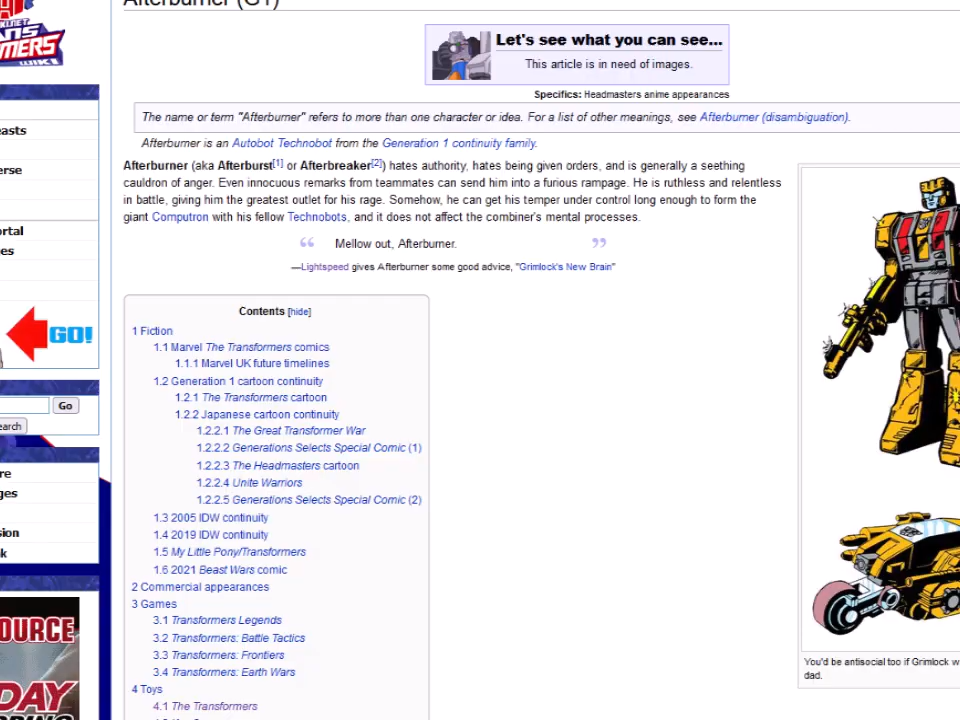 Afterburner (G1)
Let's see what you can see...
This article is in need of images.
Specifics: Headmasters anime appearances
The name or term "Afterburner" refers to more than one character or idea. For a list of other meanings, see Afterburner (disambiguation).
Afterburner is an Autobot Technobot from the Generation 1 continuity family.
Afterburner (aka Afterburst[1] or Afterbreaker[2]) hates authority, hates being given orders, and is generally a seething
cauldron of anger. Even innocuous remarks from teammates can send him into a furious rampage. He is ruthless and relentless
in battle, giving him the greatest outlet for his rage. Somehow, he can get his temper under control long enough to form the
giant Computron with his fellow Technobots, and it does not affect the combiner's mental processes.
“ Mellow out, Afterburner. ”
—Lightspeed gives Afterburner some good advice, "Grimlock's New Brain"
Contents [hide]
1 Fiction
1.1 Marvel The Transformers comics
1.1.1 Marvel UK future timelines
1.2 Generation 1 cartoon continuity
1.2.1 The Transformers cartoon
1.2.2 Japanese cartoon continuity
1.2.2.1 The Great Transformer War
1.2.2.2 Generations Selects Special Comic (1)
1.2.2.3 The Headmasters cartoon
1.2.2.4 Unite Warriors
1.2.2.5 Generations Selects Special Comic (2)
1.3 2005 IDW continuity
1.4 2019 IDW continuity
1.5 My Little Pony/Transformers
1.6 2021 Beast Wars comic
2 Commercial appearances
3 Games
3.1 Transformers Legends
3.2 Transformers: Battle Tactics
3.3 Transformers: Frontiers
3.4 Transformers: Earth Wars
4 Toys
4.1 The Transformers
You'd be antisocial too if Grimlock w
dad.
MERS
WIKI
easts
erse
ortal
es
GO!
Go
earch
re
ges
sion
k
OURCE
DAY